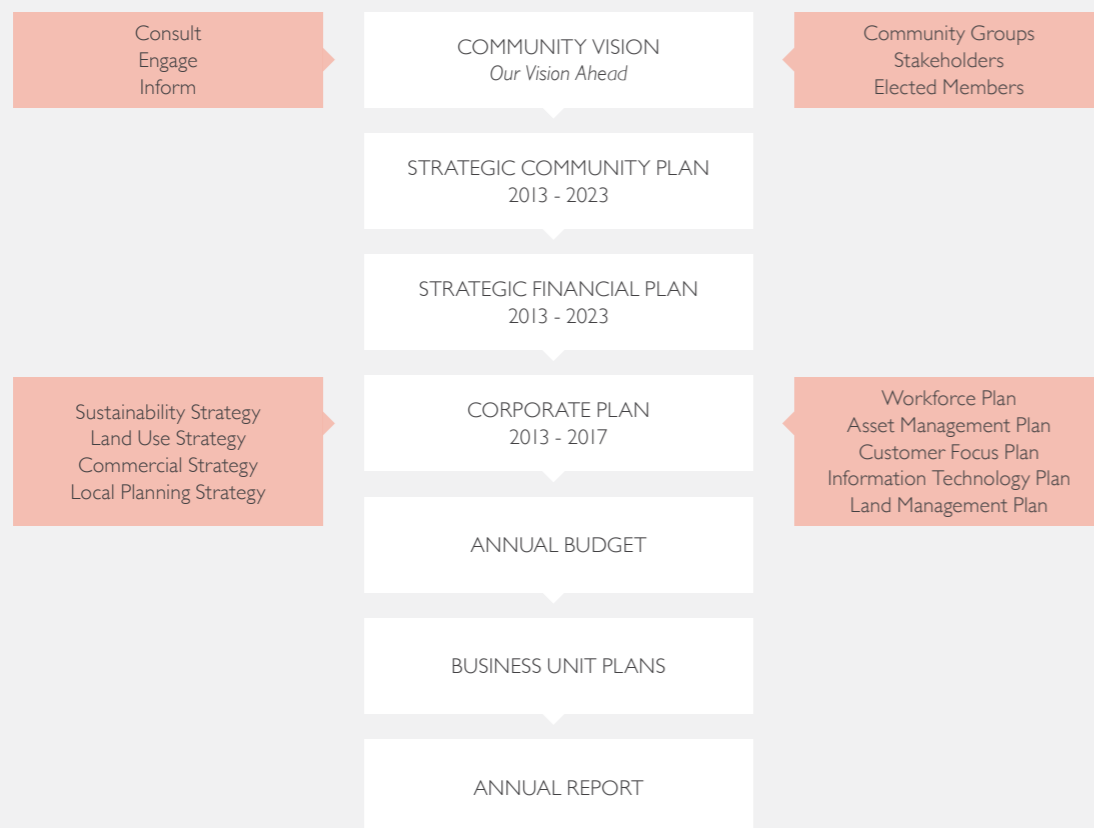 Consult
Engage
Inform
COMMUNITY VISION
Our Vision Ahead
Community Groups
Stakeholders
Elected Members
STRATEGIC COMMUNITY PLAN
2013 - 2023
STRATEGIC FINANCIAL PLAN
2013 - 2023
Sustainability Strategy
Land Use Strategy
Commercial Strategy
Local Planning Strategy
CORPORATE PLAN
2013 - 2017
Workforce Plan
Asset Management Plan
Customer Focus Plan
Information Technology Plan
Land Management Plan
ANNUAL BUDGET
BUSINESS UNIT PLANS
ANNUAL REPORT